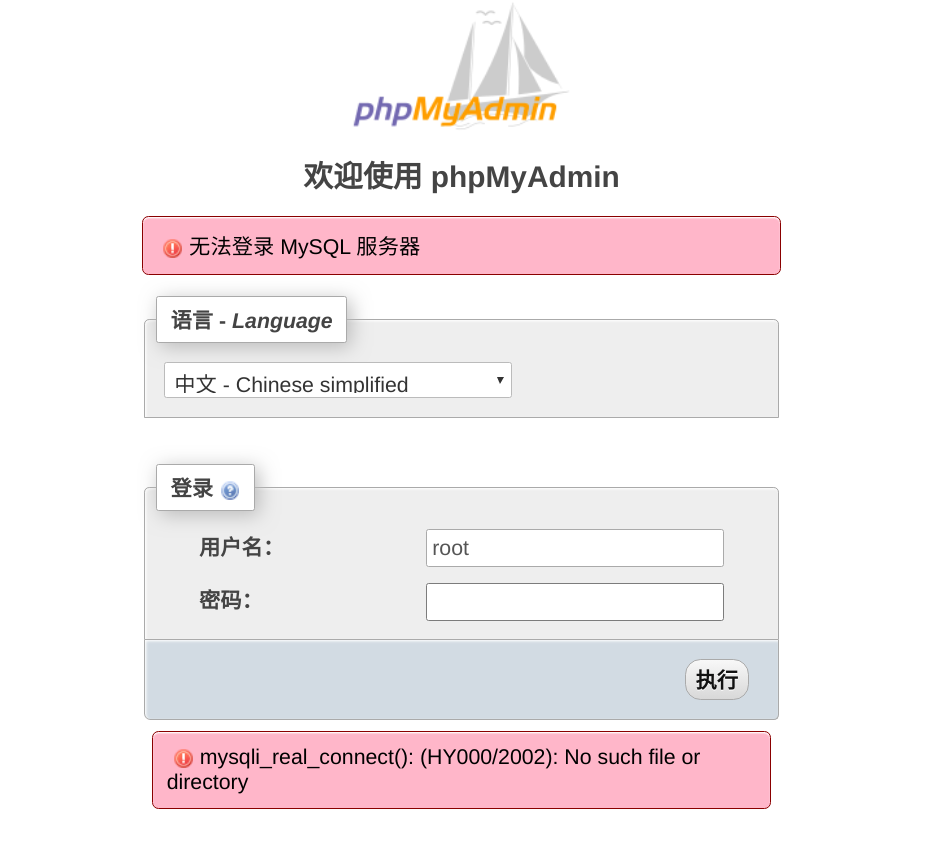 phpMyAdmin
欢迎使用 phpMyAdmin
无法登录 MySQL 服务器
语言 - Language
中文 - Chinese simplified
登录
用户名：
root
密码：
执行
mysqli_real_connect(): (HY000/2002): No such file or
directory